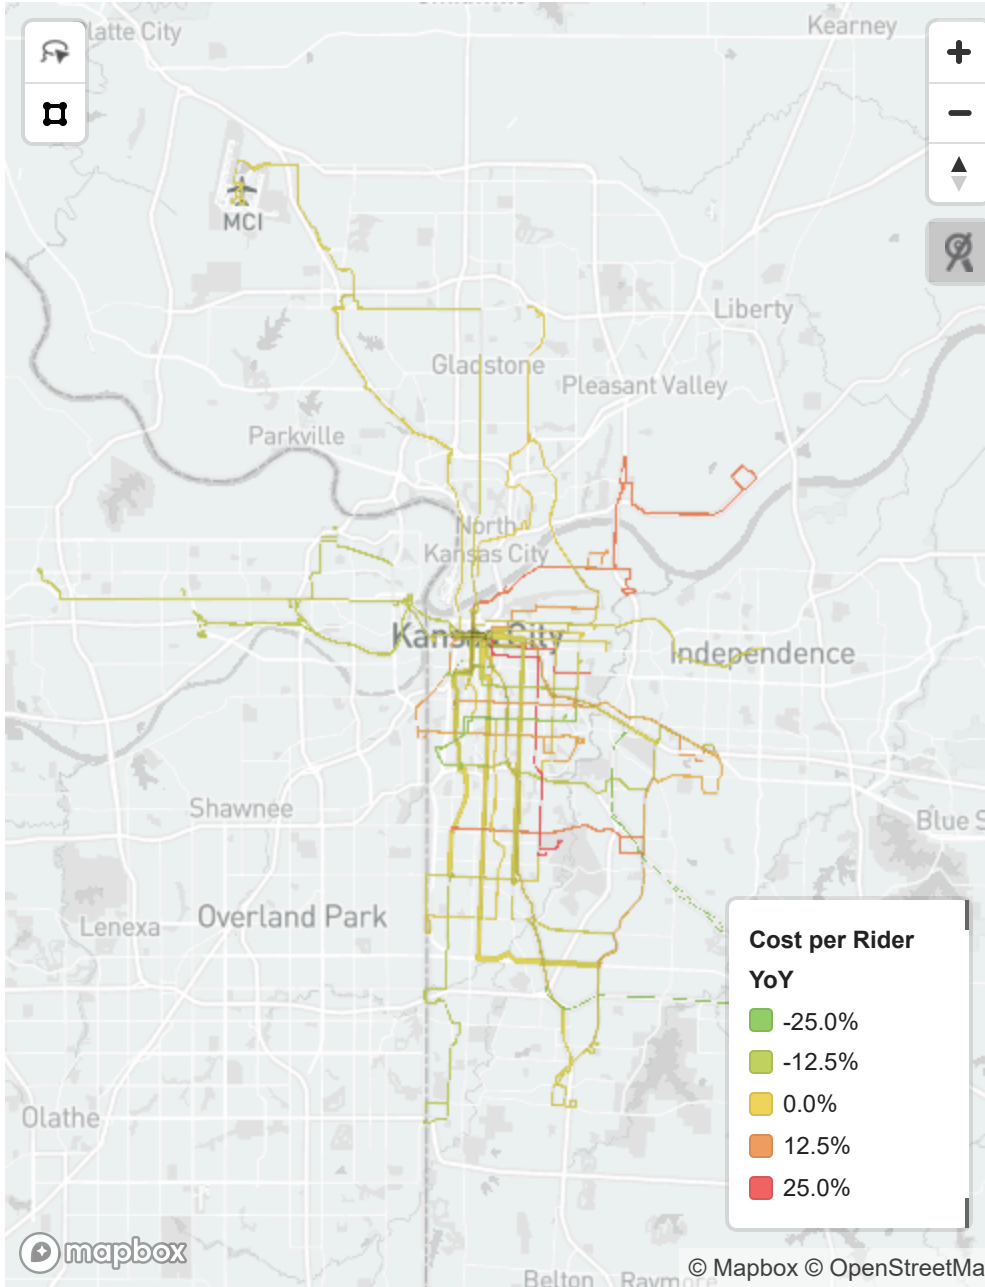 Platte City
Kearney
MCI
Liberty
Gladstone
Pleasant Valley
Parkville
North
Kansas City
Kansas City
Independence
Shawnee
Blue S
Lenexa
Overland Park
Olathe
Cost per Rider
YoY
-25.0%
-12.5%
0.0%
12.5%
25.0%
mapbox
© Mapbox © OpenStreetMa
Belton
Raymore